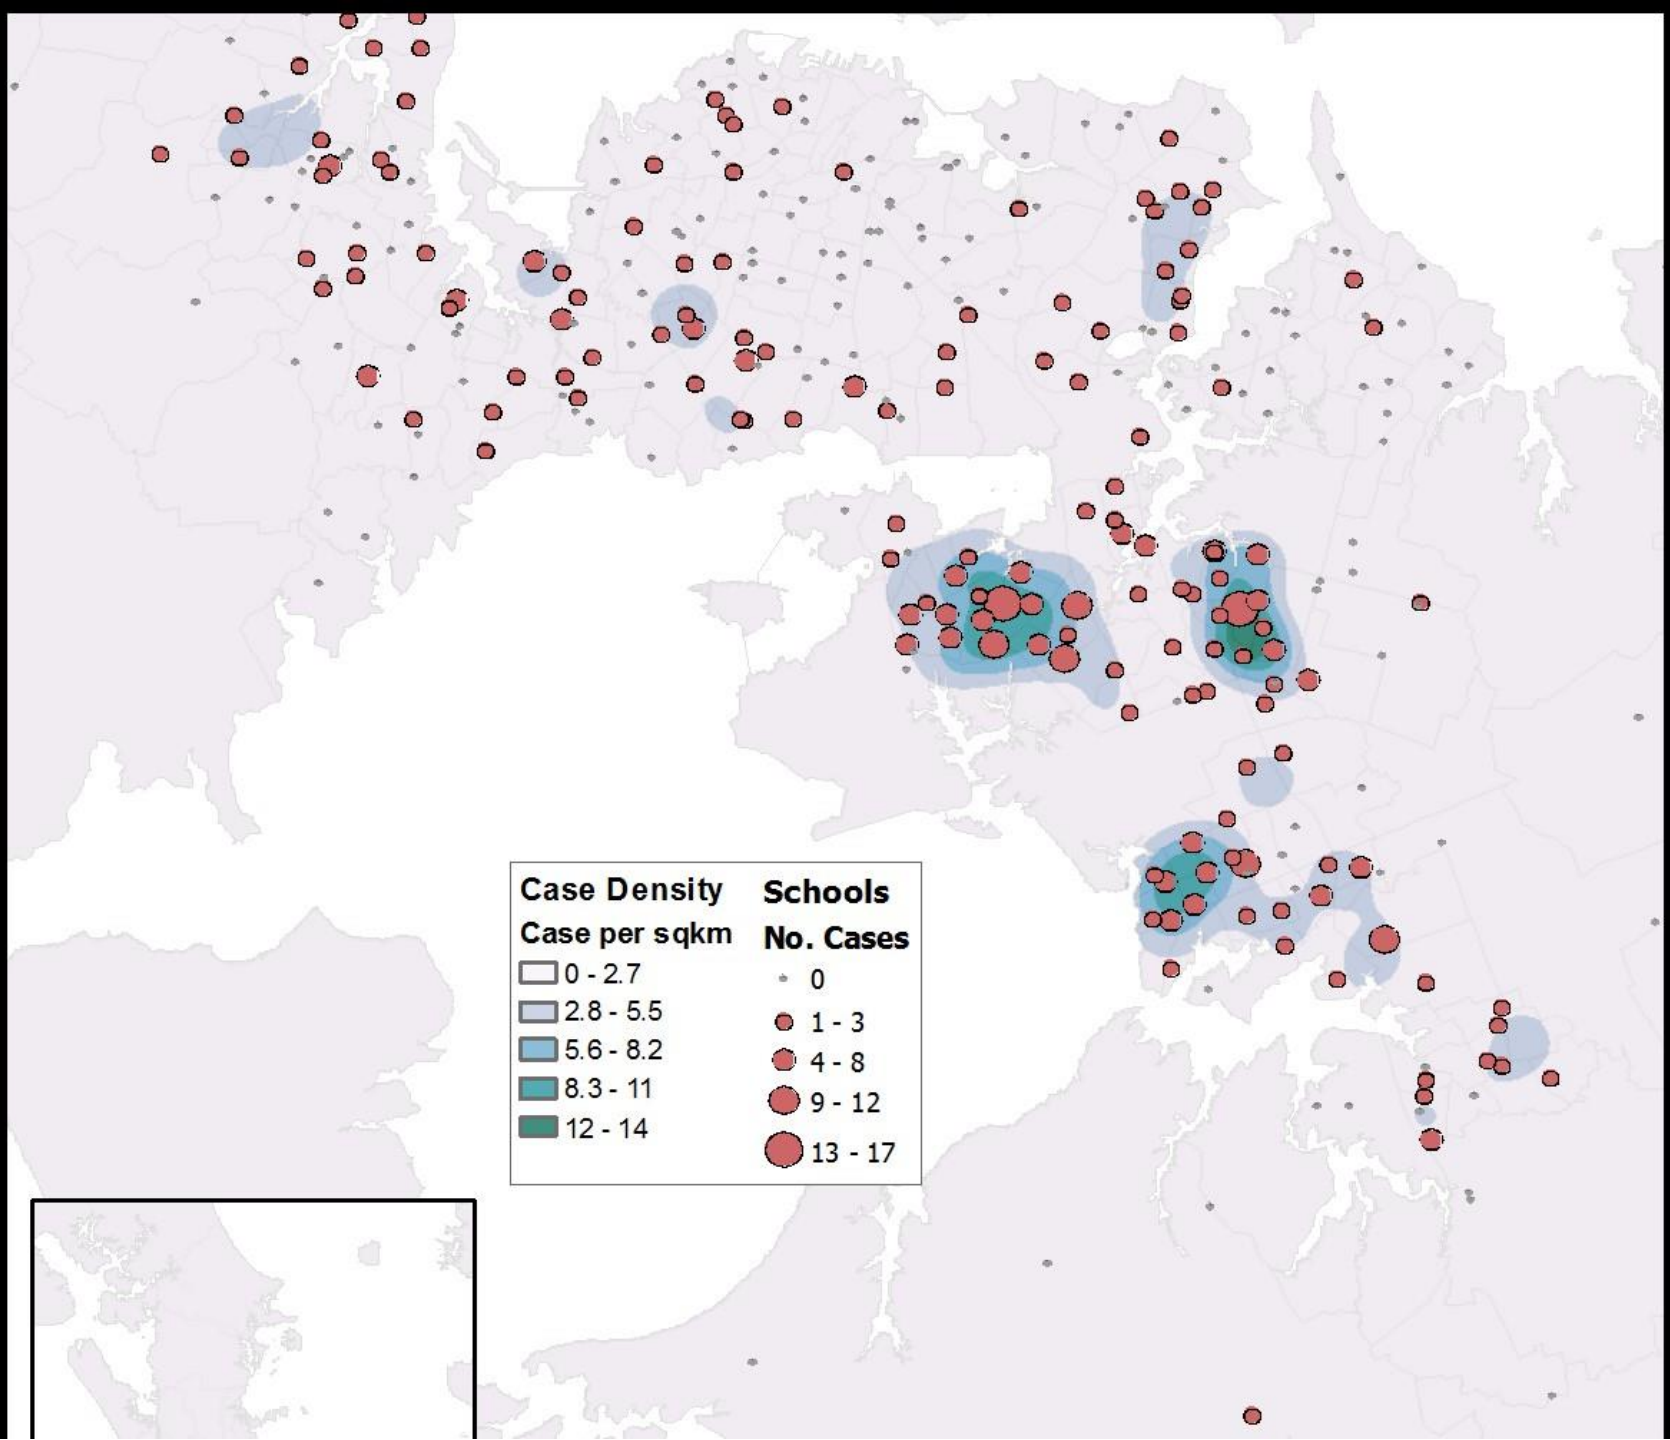 Case Density
Case per sqkm
0 - 2.7
2.8 - 5.5
5.6 - 8.2
8.3 - 11
12 - 14
Schools
No. Cases
0
1 - 3
4 - 8
9 - 12
13 - 17